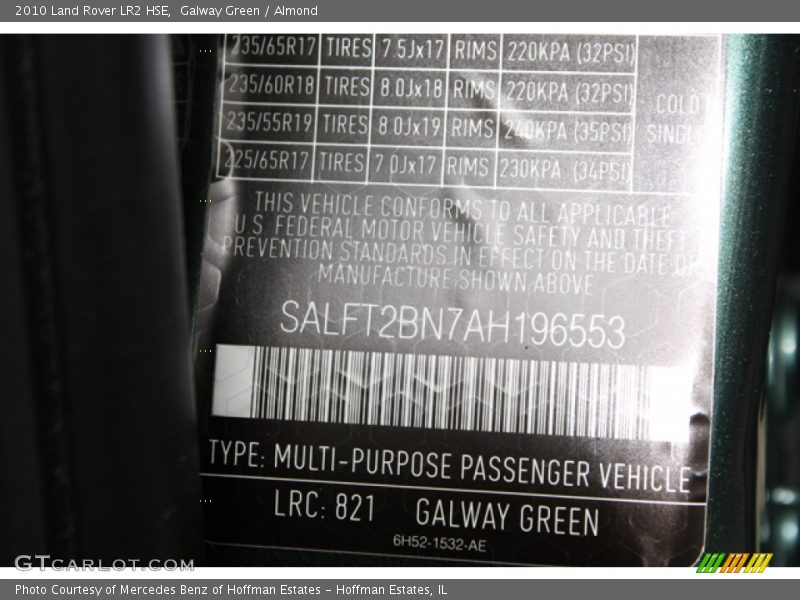 2010 Land Rover LR2 HSE,  Galway Green / Almond
235/65R17 TIRES 7.5Jx17 RIMS 220KPA (32PSI)
235/60R18 TIRES 8.0Jx18 RIMS 220KPA (32PSI) COLD
235/55R19 TIRES 8.0Jx19 RIMS 240KPA (35PSI) SINGLE
225/65R17 TIRES 7.0Jx17 RIMS 230KPA (34PSI)
THIS VEHICLE CONFORMS TO ALL APPLICABLE
U.S. FEDERAL MOTOR VEHICLE SAFETY AND THEFT
PREVENTION STANDARDS IN EFFECT ON THE DATE OF
MANUFACTURE SHOWN ABOVE
SALFT2BN7AH196553
TYPE: MULTI-PURPOSE PASSENGER VEHICLE
LRC: 821 GALWAY GREEN
6H52-1532-AE
GTCARLOT.COM
Photo Courtesy of Mercedes Benz of Hoffman Estates - Hoffman Estates, IL